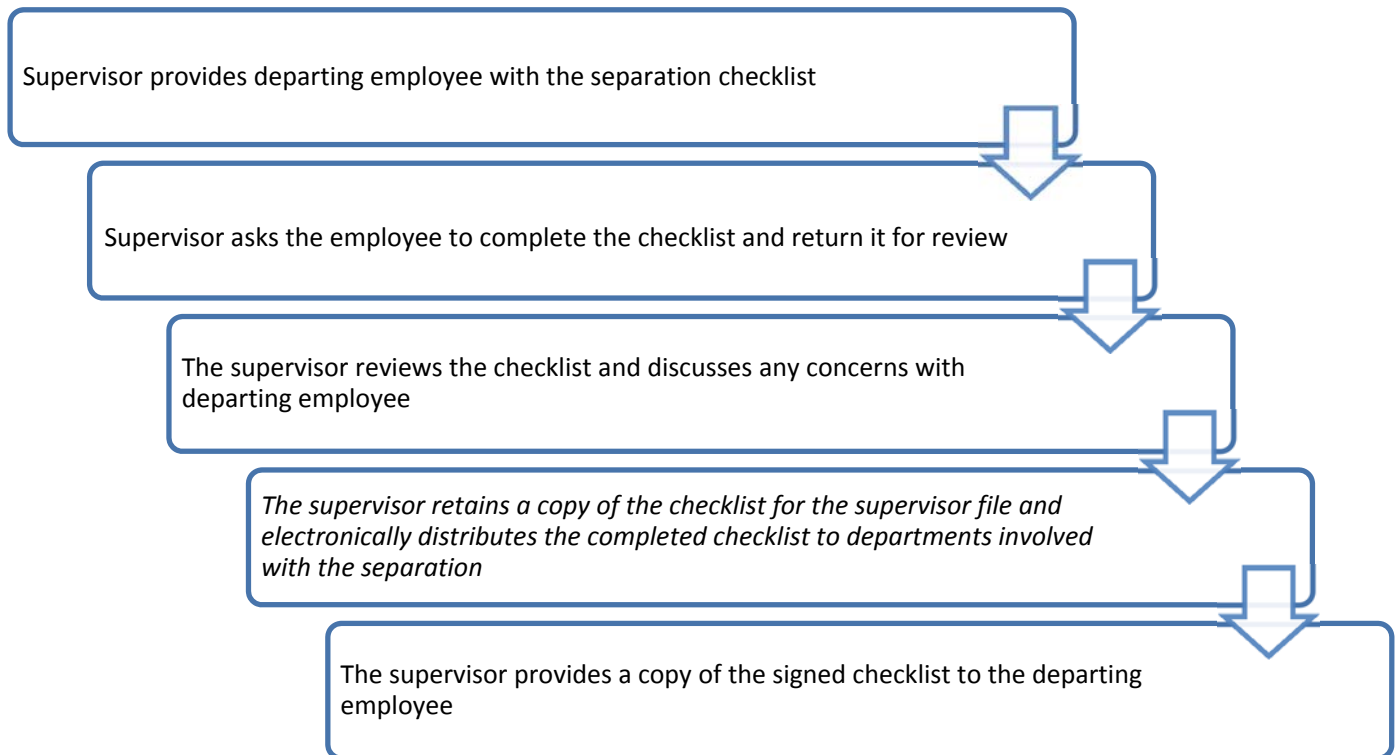 Supervisor provides departing employee with the separation checklist
Supervisor asks the employee to complete the checklist and return it for review
The supervisor reviews the checklist and discusses any concerns with
departing employee
The supervisor retains a copy of the checklist for the supervisor file and
electronically distributes the completed checklist to departments involved
with the separation
The supervisor provides a copy of the signed checklist to the departing
employee